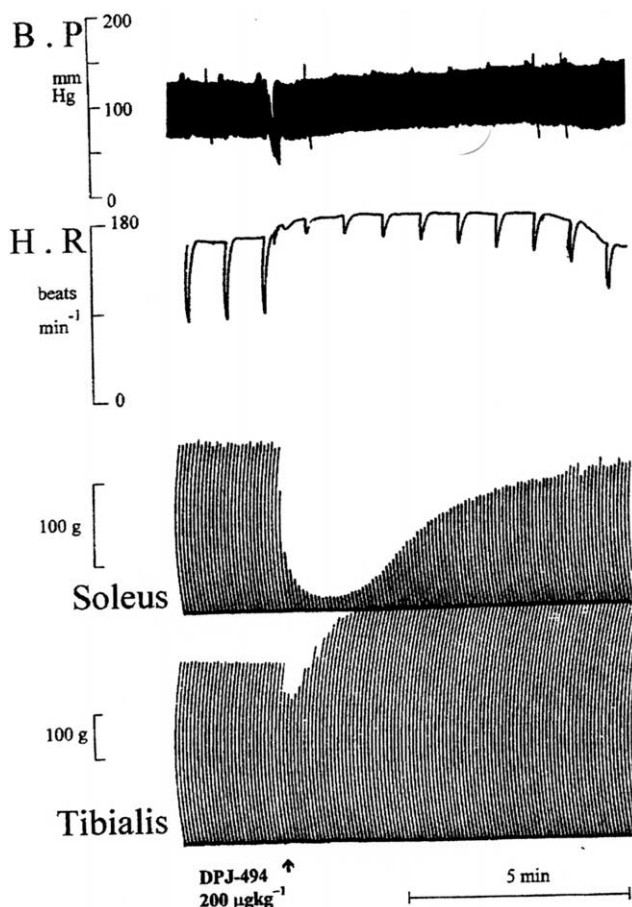 B . P
mm
Hg
200
100
0
H . R
beats
min⁻¹
180
0
100 g
Soleus
100 g
Tibialis
DPJ-494
200 µgkg⁻¹
5 min